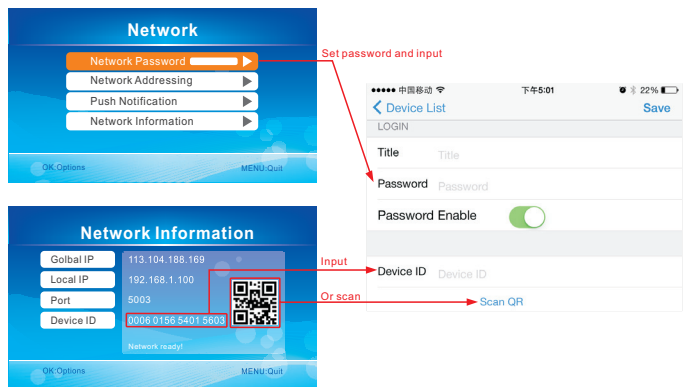 Network
Network Password
Network Addressing
Push Notification
Network Information
OK:Options
MENU:Quit
Set password and input
中国移动
下午5:01
22%
Device List
Save
LOGIN
Title
Title
Password
Password
Password Enable
Device ID
Device ID
Scan QR
Network Information
Golbal IP
113.104.188.169
Local IP
192.168.1.100
Port
5003
Device ID
0006 0156 5401 5603
Network ready!
OK:Options
MENU:Quit
Input
Or scan